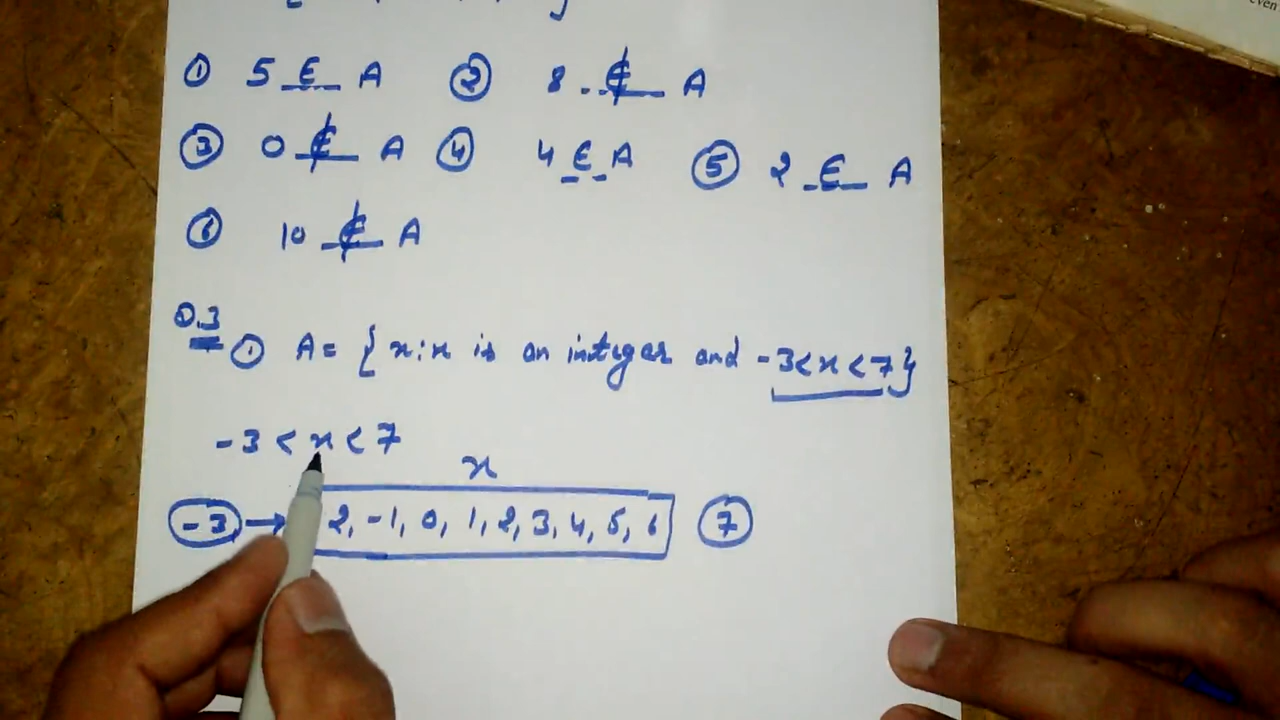 even
① 5 ∈ A ② 8 ∉ A
③ 0 ∉ A ④ 4 ∈ A ⑤ 2 ∈ A
⑥ 10 ∉ A
Q.3
① A = { x : x is an integer and -3 < x < 7 }
-3 < x < 7
x
-3 → 2, -1, 0, 1, 2, 3, 4, 5, 6 7